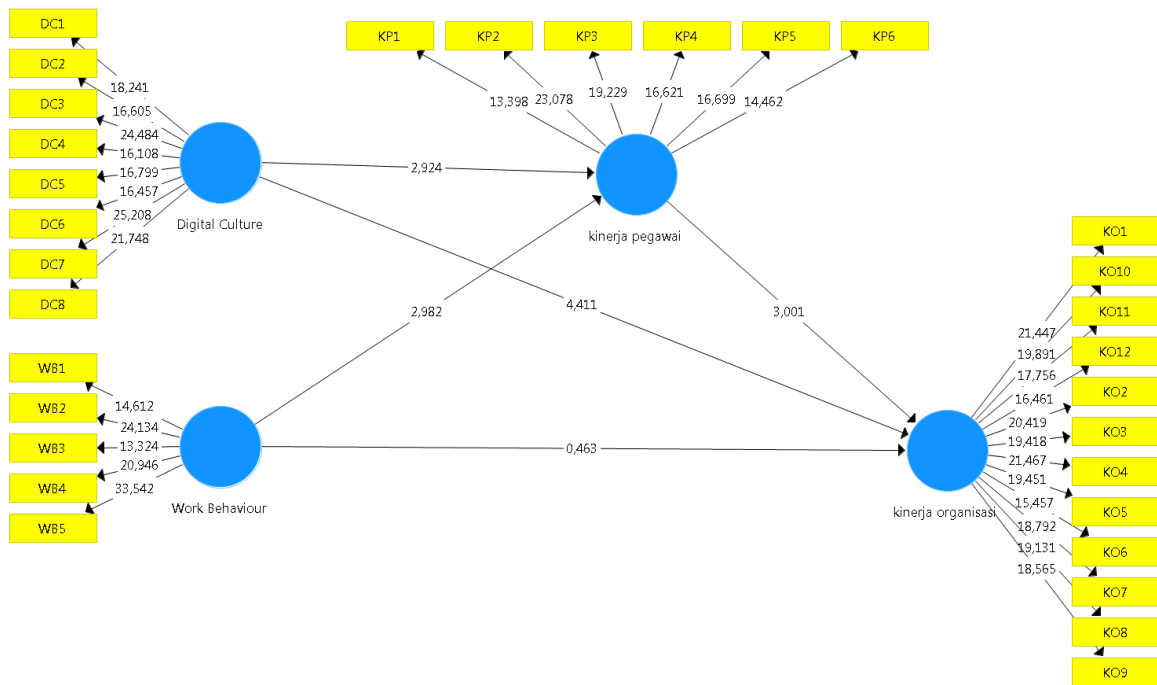 DC1
DC2
DC3
DC4
DC5
DC6
DC7
DC8
18,241
16,605
24,484
16,108
16,799
16,457
25,208
21,748
Digital Culture
KP1
KP2
KP3
KP4
KP5
KP6
13,398
23,078
19,229
16,621
16,699
14,462
kinerja pegawai
2,924
4,411
2,982
3,001
0,463
WB1
WB2
WB3
WB4
WB5
14,612
24,134
13,324
20,946
33,542
Work Behaviour
kinerja organisasi
21,447
19,891
17,756
16,461
20,419
19,418
21,467
19,451
15,457
18,792
19,131
18,565
KO1
KO10
KO11
KO12
KO2
KO3
KO4
KO5
KO6
KO7
KO8
KO9